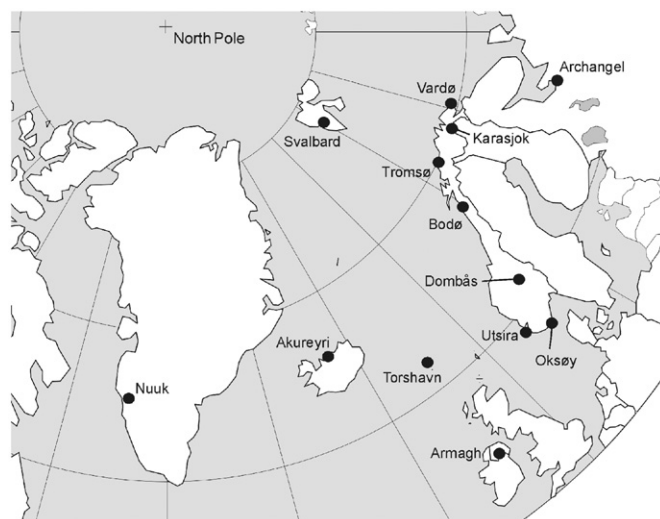 North Pole
Archangel
Vardø
Svalbard
Karasjok
Tromsø
Bodø
Dombås
Utsira
Oksøy
Akureyri
Torshavn
Nuuk
Armagh